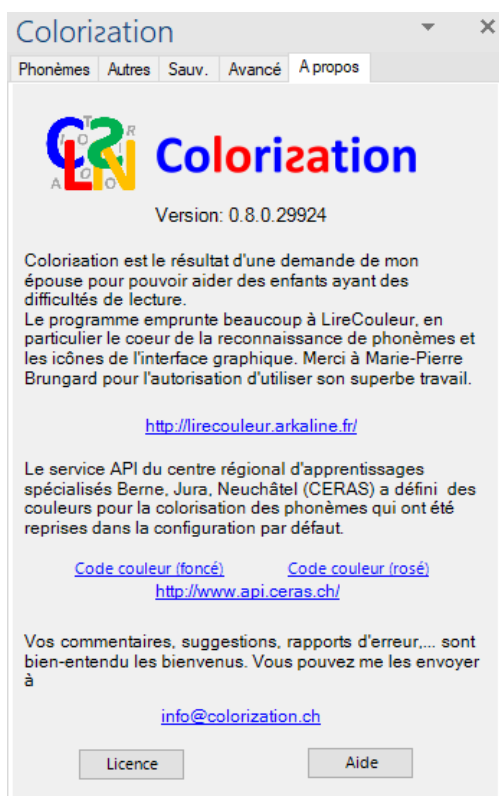 Coloriƨation
Phonèmes Autres Sauv. Avancé A propos
Coloriƨation
Version: 0.8.0.29924
Coloriƨation est le résultat d'une demande de mon
épouse pour pouvoir aider des enfants ayant des
difficultés de lecture.
Le programme emprunte beaucoup à LireCouleur, en
particulier le coeur de la reconnaissance de phonèmes et
les icônes de l'interface graphique. Merci à Marie-Pierre
Brungard pour l'autorisation d'utiliser son superbe travail.
http://lirecouleur.arkaline.fr/
Le service API du centre régional d'apprentissages
spécialisés Berne, Jura, Neuchâtel (CERAS) a défini des
couleurs pour la colorisation des phonèmes qui ont été
reprises dans la configuration par défaut.
Code couleur (foncé) Code couleur (rosé)
http://www.api.ceras.ch/
Vos commentaires, suggestions, rapports d'erreur,... sont
bien-entendu les bienvenus. Vous pouvez me les envoyer
à
info@colorization.ch
Licence Aide